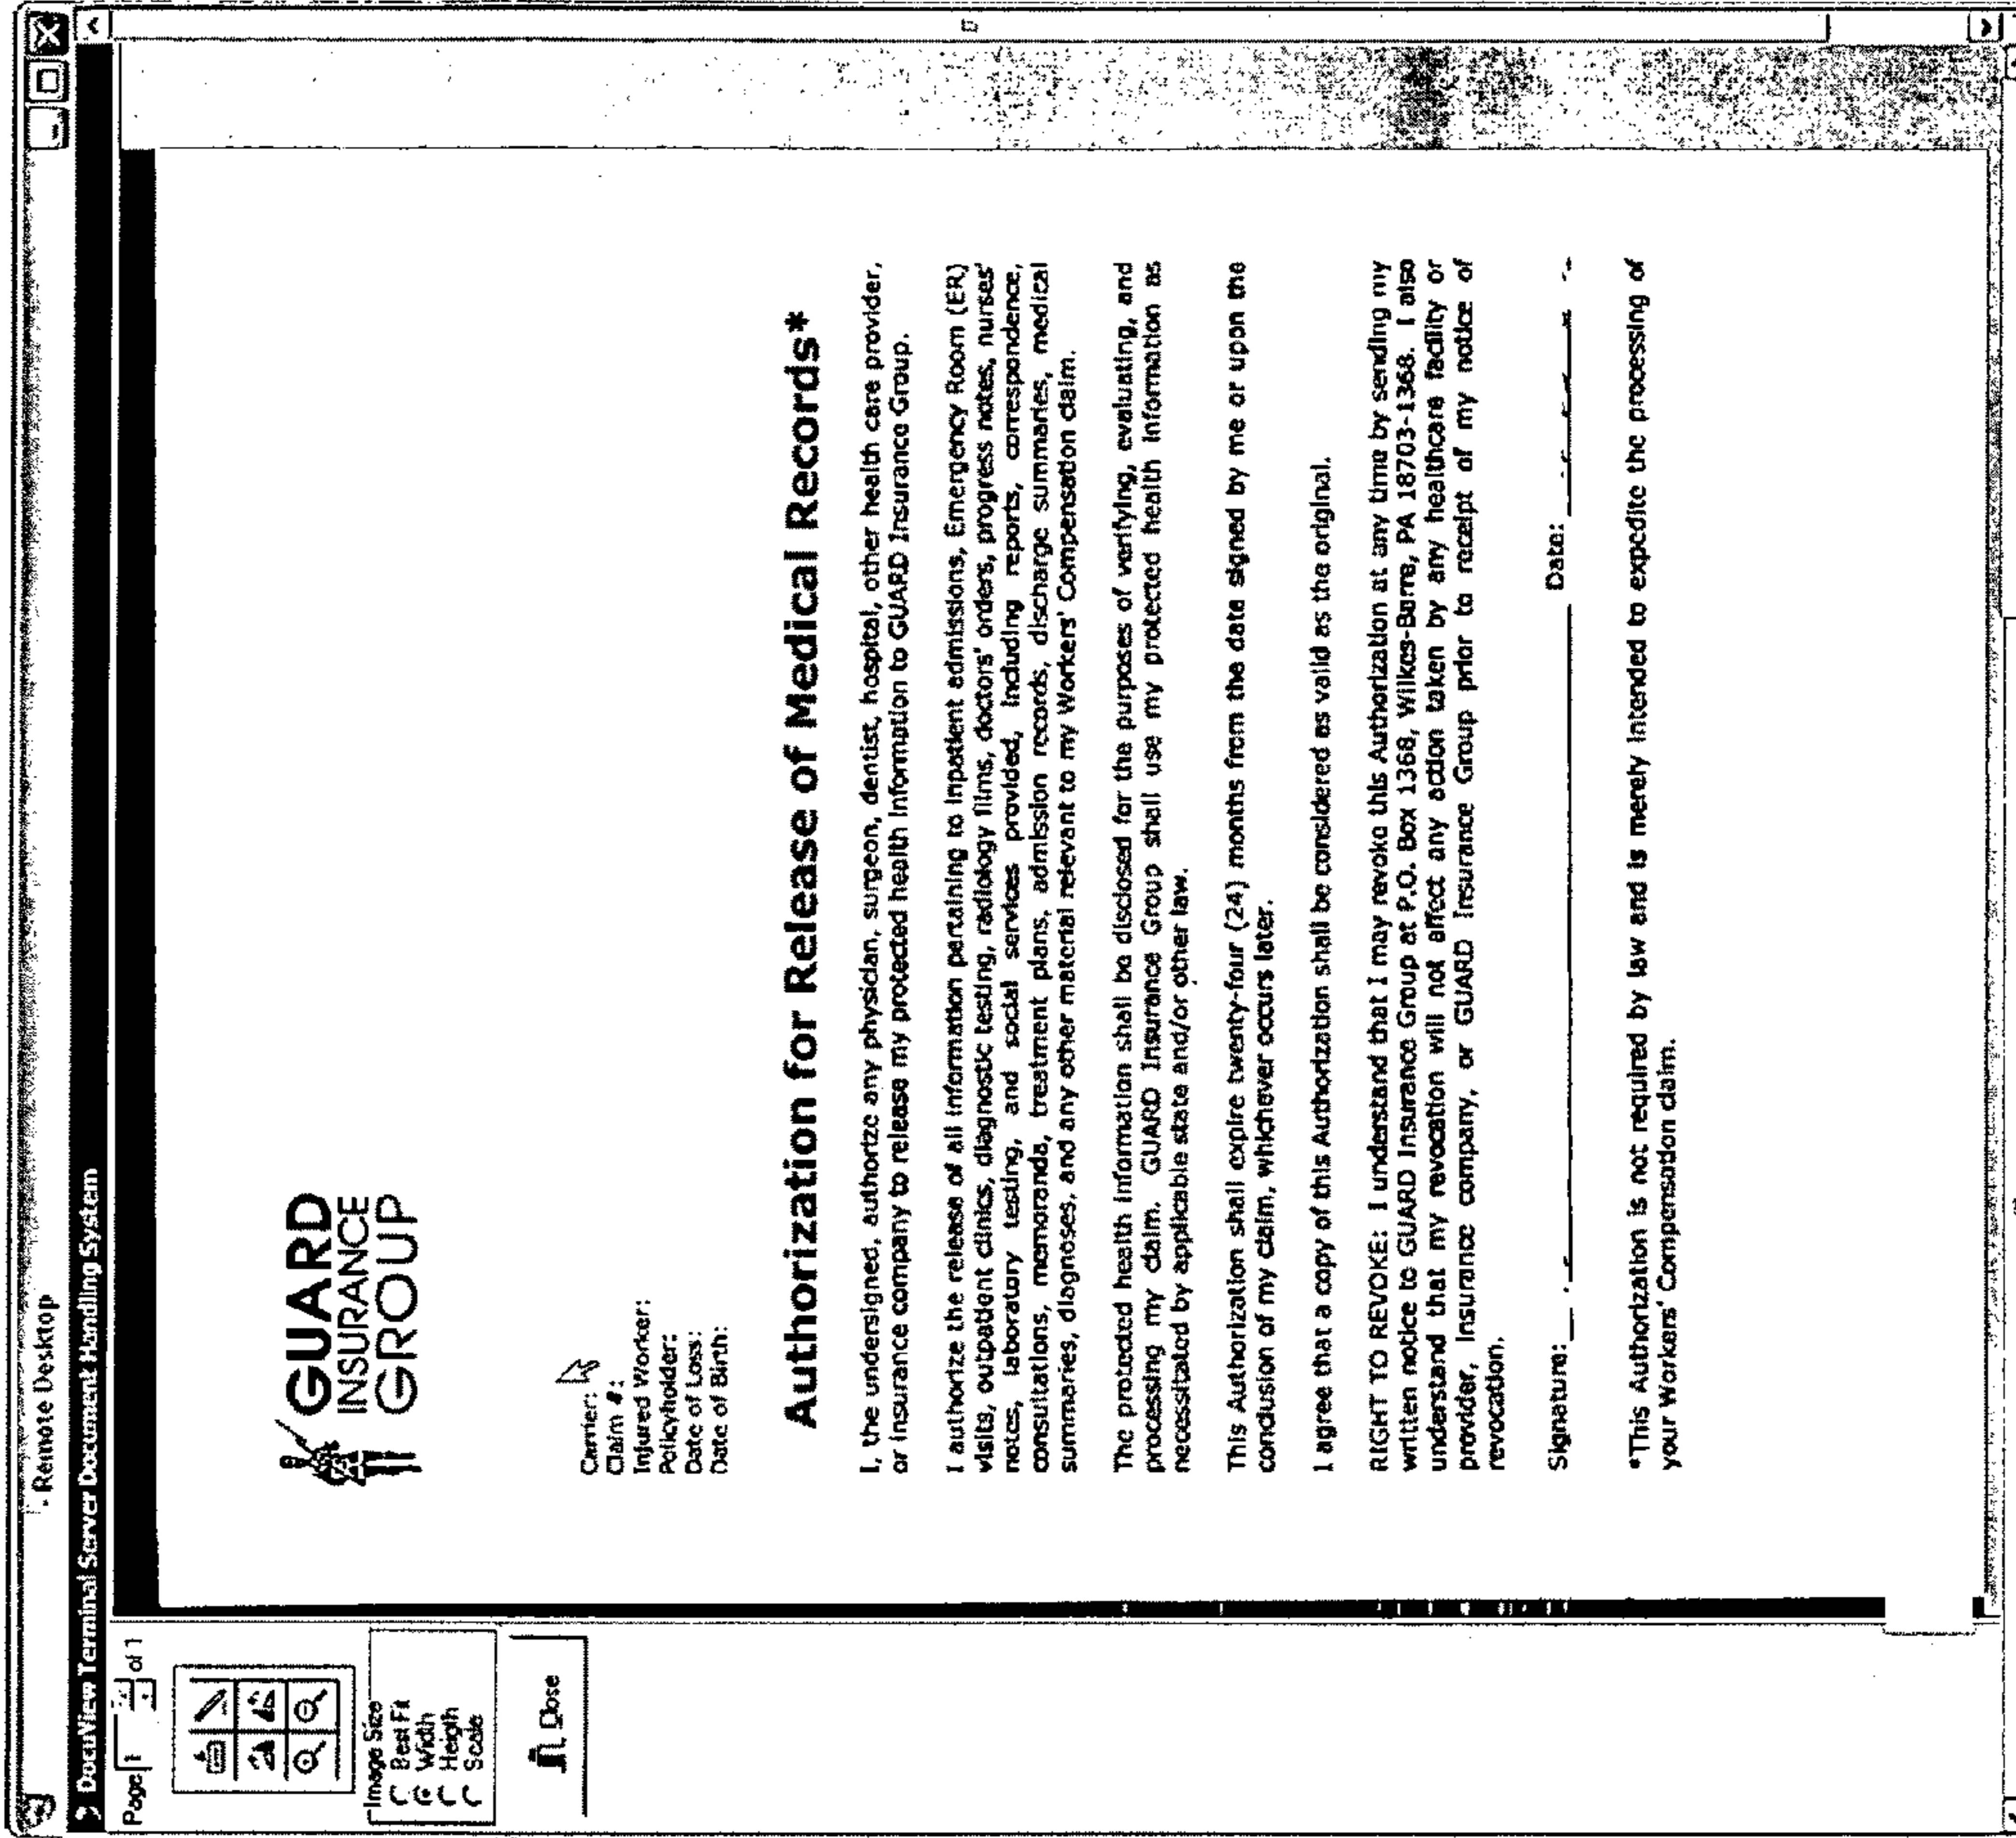 - Remote Desktop
DocuView Terminal Server Document Handling System
Page 1 of 1
Image Size
Best Fit
Width
Heigth
Scale
Close
GUARD
INSURANCE
GROUP
Carrier:
Claim #:
Injured Worker:
Policyholder:
Date of Loss:
Date of Birth:
Authorization for Release of Medical Records*
I, the undersigned, authorize any physician, surgeon, dentist, hospital, other health care provider,
or insurance company to release my protected health information to GUARD Insurance Group.
I authorize the release of all information pertaining to inpatient admissions, Emergency Room (ER)
visits, outpatient clinics, diagnostic testing, radiology films, doctors' orders, progress notes, nurses'
notes, laboratory testing, and social services provided, including reports, correspondence,
consultations, memoranda, treatment plans, admission records, discharge summaries, medical
summaries, diagnoses, and any other material relevant to my Workers' Compensation claim.
The protected health information shall be disclosed for the purposes of verifying, evaluating, and
processing my claim. GUARD Insurance Group shall use my protected health information as
necessitated by applicable state and/or other law.
This Authorization shall expire twenty-four (24) months from the date signed by me or upon the
conclusion of my claim, whichever occurs later.
I agree that a copy of this Authorization shall be considered as valid as the original.
RIGHT TO REVOKE: I understand that I may revoke this Authorization at any time by sending my
written notice to GUARD Insurance Group at P.O. Box 1368, Wilkes-Barre, PA 18703-1368. I also
understand that my revocation will not affect any action taken by any healthcare facility or
provider, insurance company, or GUARD Insurance Group prior to receipt of my notice of
revocation.
Signature: Date:
*This Authorization is not required by law and is merely intended to expedite the processing of
your Workers' Compensation claim.